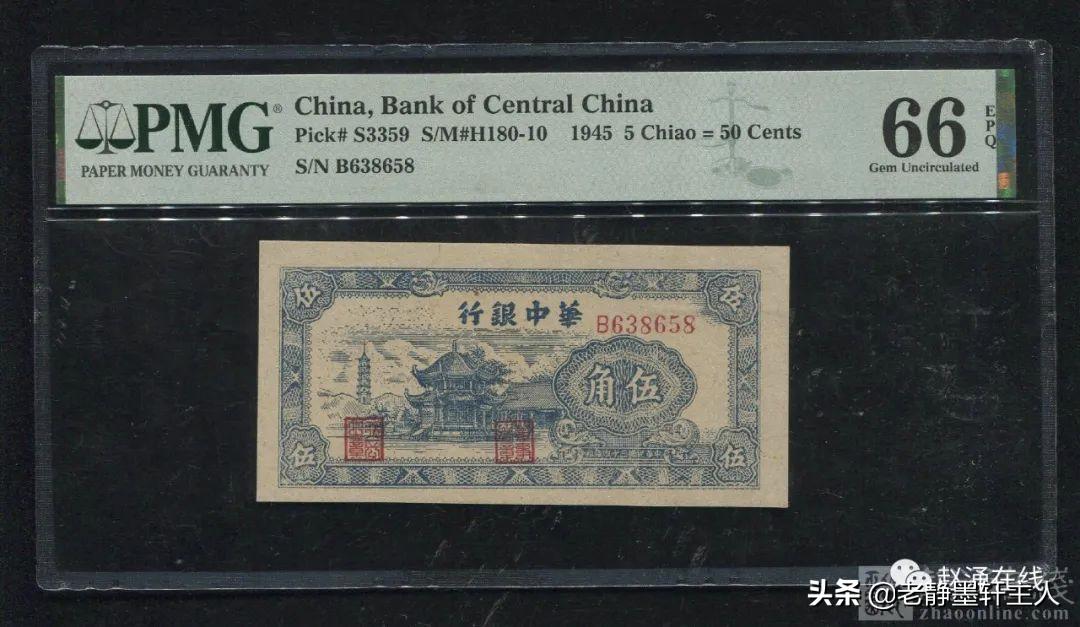 PMG®
PAPER MONEY GUARANTY
China, Bank of Central China
Pick# S3359 S/M#H180-10 1945 5 Chiao = 50 Cents
S/N B638658
66
EPQ
Gem Uncirculated
伍
伍
行銀中華
B638658
角伍
伍
伍
赵涌在线
头条 @老静墨轩主人
zhaoonline.com